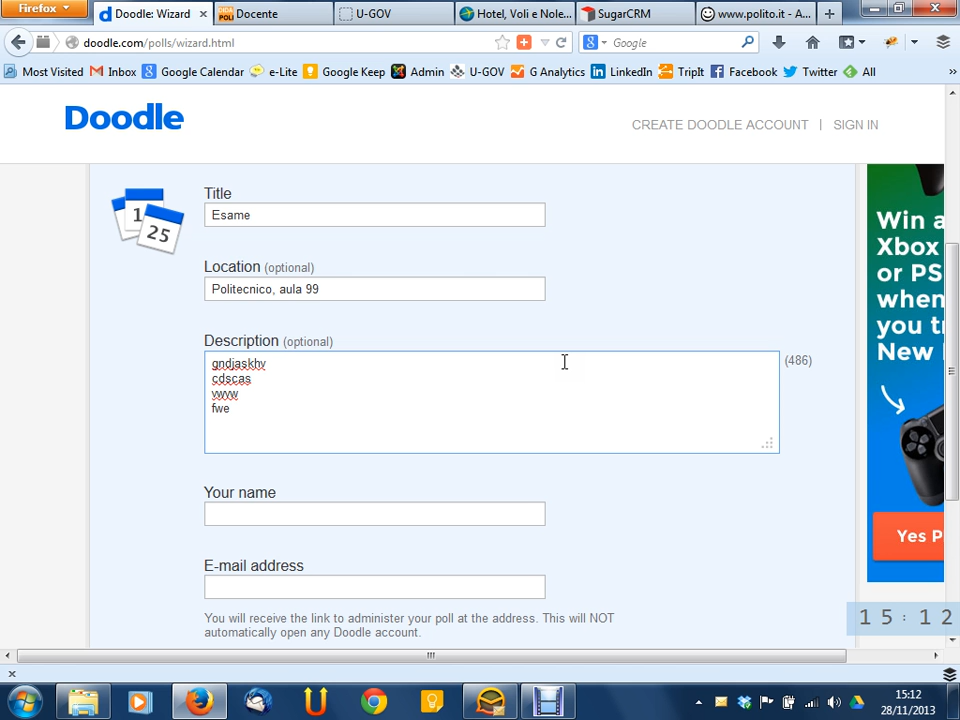 Firefox
Doodle: Wizard
Docente
U-GOV
Hotel, Voli e Nole...
SugarCRM
www.polito.it - A...
doodle.com/polls/wizard.html
Google
Most Visited
Inbox
Google Calendar
e-Lite
Google Keep
Admin
U-GOV
G Analytics
LinkedIn
TripIt
Facebook
Twitter
All
Doodle
CREATE DOODLE ACCOUNT | SIGN IN
1
25
Title
Esame
Location (optional)
Politecnico, aula 99
Description (optional)
gndjaskhv
cdscas
vwvw
fwe
(486)
Your name
E-mail address
You will receive the link to administer your poll at the address. This will NOT
automatically open any Doodle account.
Win a
Xbox
or PS
when
you t
New
Yes P
15:12
15:12
28/11/2013